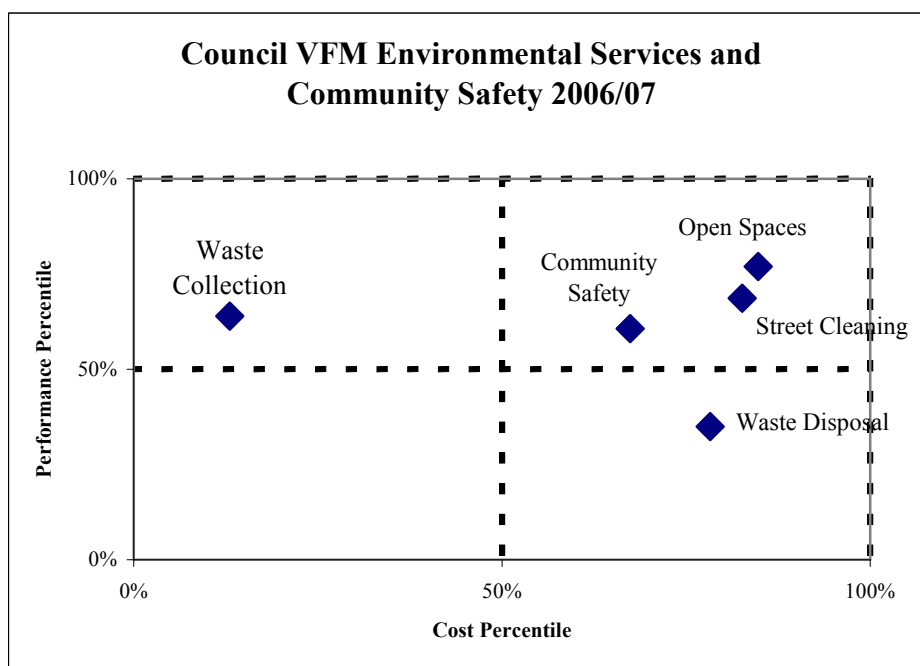 Council VFM Environmental Services and
Community Safety 2006/07
100%
Open Spaces
Waste
Collection
Community
Safety
Street Cleaning
50%
Waste Disposal
0%
0%
50%
100%
Performance Percentile
Cost Percentile